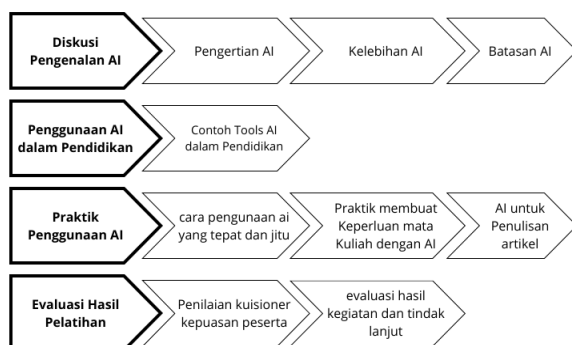 Diskusi
Pengenalan AI
Pengertian AI
Kelebihan AI
Batasan AI
Penggunaan AI
dalam Pendidikan
Contoh Tools AI
dalam Pendidikan
Praktik
Penggunaan AI
cara pengunaan ai
yang tepat dan jitu
Praktik membuat
Keperluan mata
Kuliah dengan AI
AI untuk
Penulisan
artikel
Evaluasi Hasil
Pelatihan
Penilaian kuisioner
kepuasan peserta
evaluasi hasil
kegiatan dan tindak
lanjut